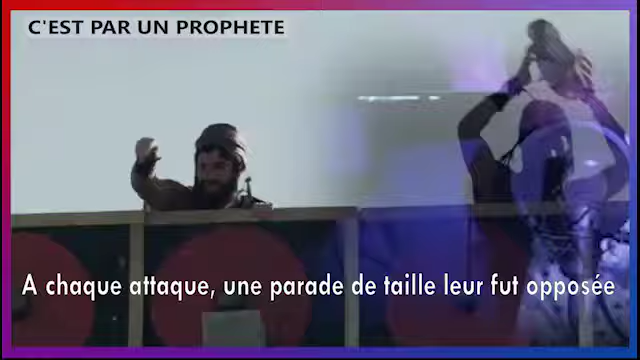 C'EST PAR UN PROPHETE
A chaque attaque, une parade de taille leur fut opposée